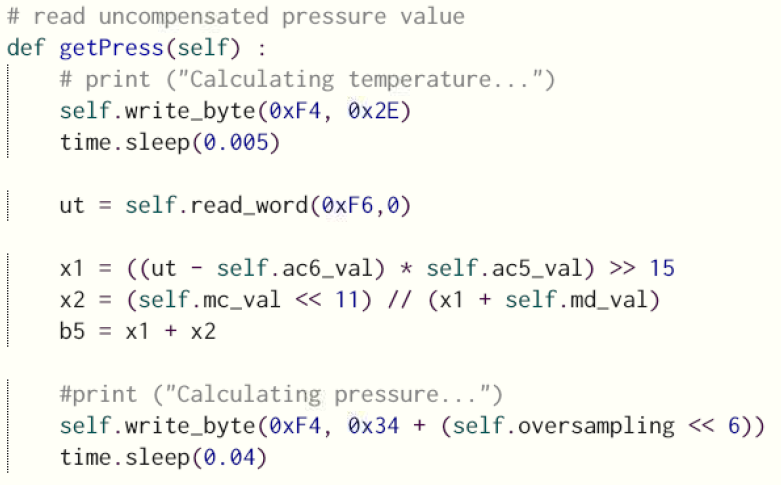 # read uncompensated pressure value
def getPress(self) :
    # print ("Calculating temperature...")
    self.write_byte(0xF4, 0x2E)
    time.sleep(0.005)

    ut = self.read_word(0xF6,0)

    x1 = ((ut - self.ac6_val) * self.ac5_val) >> 15
    x2 = (self.mc_val << 11) // (x1 + self.md_val)
    b5 = x1 + x2

    #print ("Calculating pressure...")
    self.write_byte(0xF4, 0x34 + (self.oversampling << 6))
    time.sleep(0.04)